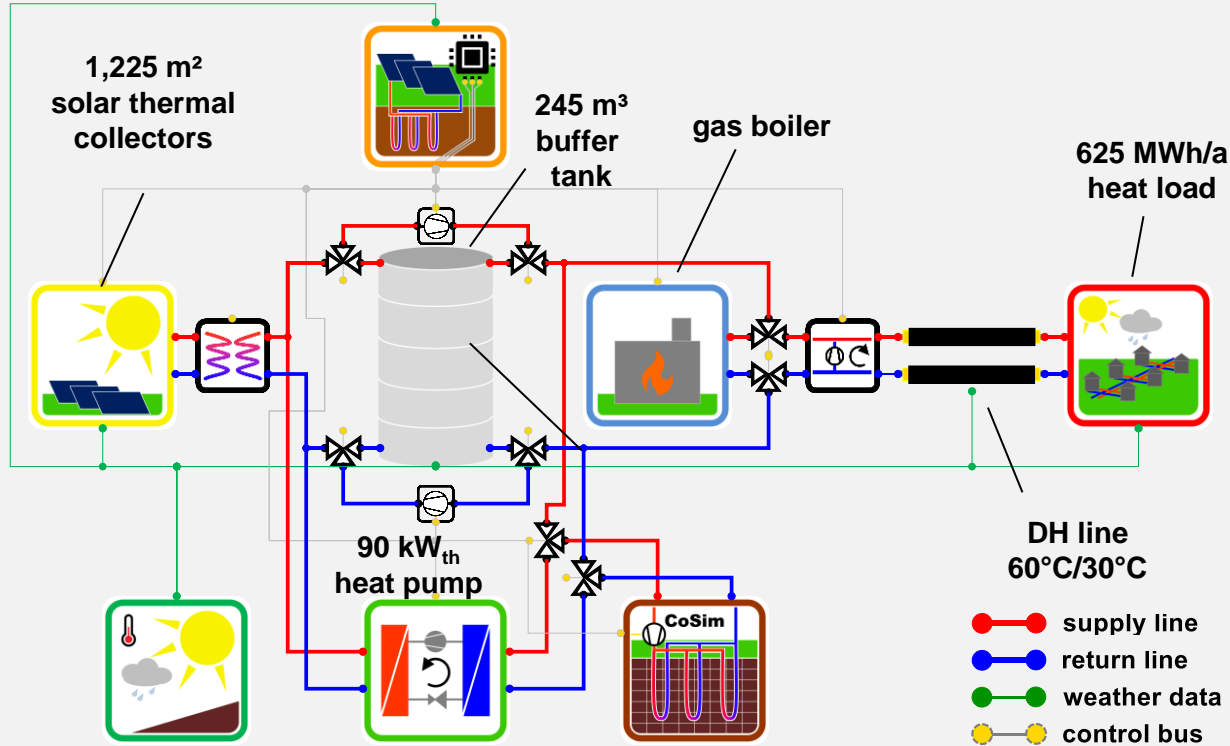 1,225 m²
solar thermal
collectors
245 m³
buffer
tank
gas boiler
625 MWh/a
heat load
90 kWth
heat pump
CoSim
DH line
60°C/30°C
supply line
return line
weather data
control bus